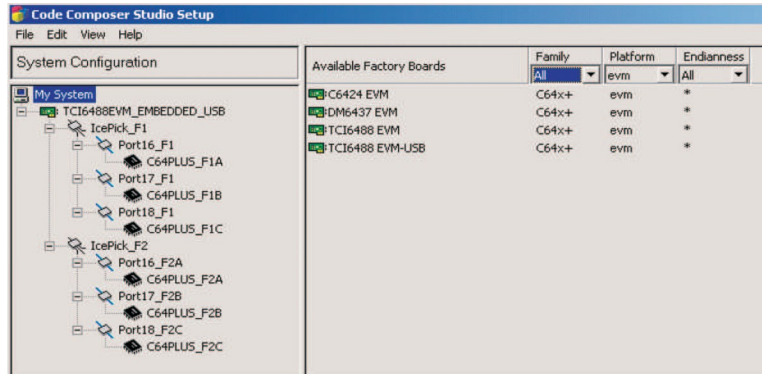 Code Composer Studio Setup
File Edit View Help
System Configuration
My System
TCI6488EVM_EMBEDDED_USB
IcePick_F1
Port16_F1
C64PLUS_F1A
Port17_F1
C64PLUS_F1B
Port18_F1
C64PLUS_F1C
IcePick_F2
Port16_F2A
C64PLUS_F2A
Port17_F2B
C64PLUS_F2B
Port18_F2C
C64PLUS_F2C
Available Factory Boards Family Platform Endianness
All evm All
C6424 EVM C64x+ evm *
DM6437 EVM C64x+ evm *
TCI6488 EVM C64x+ evm *
TCI6488 EVM-USB C64x+ evm *